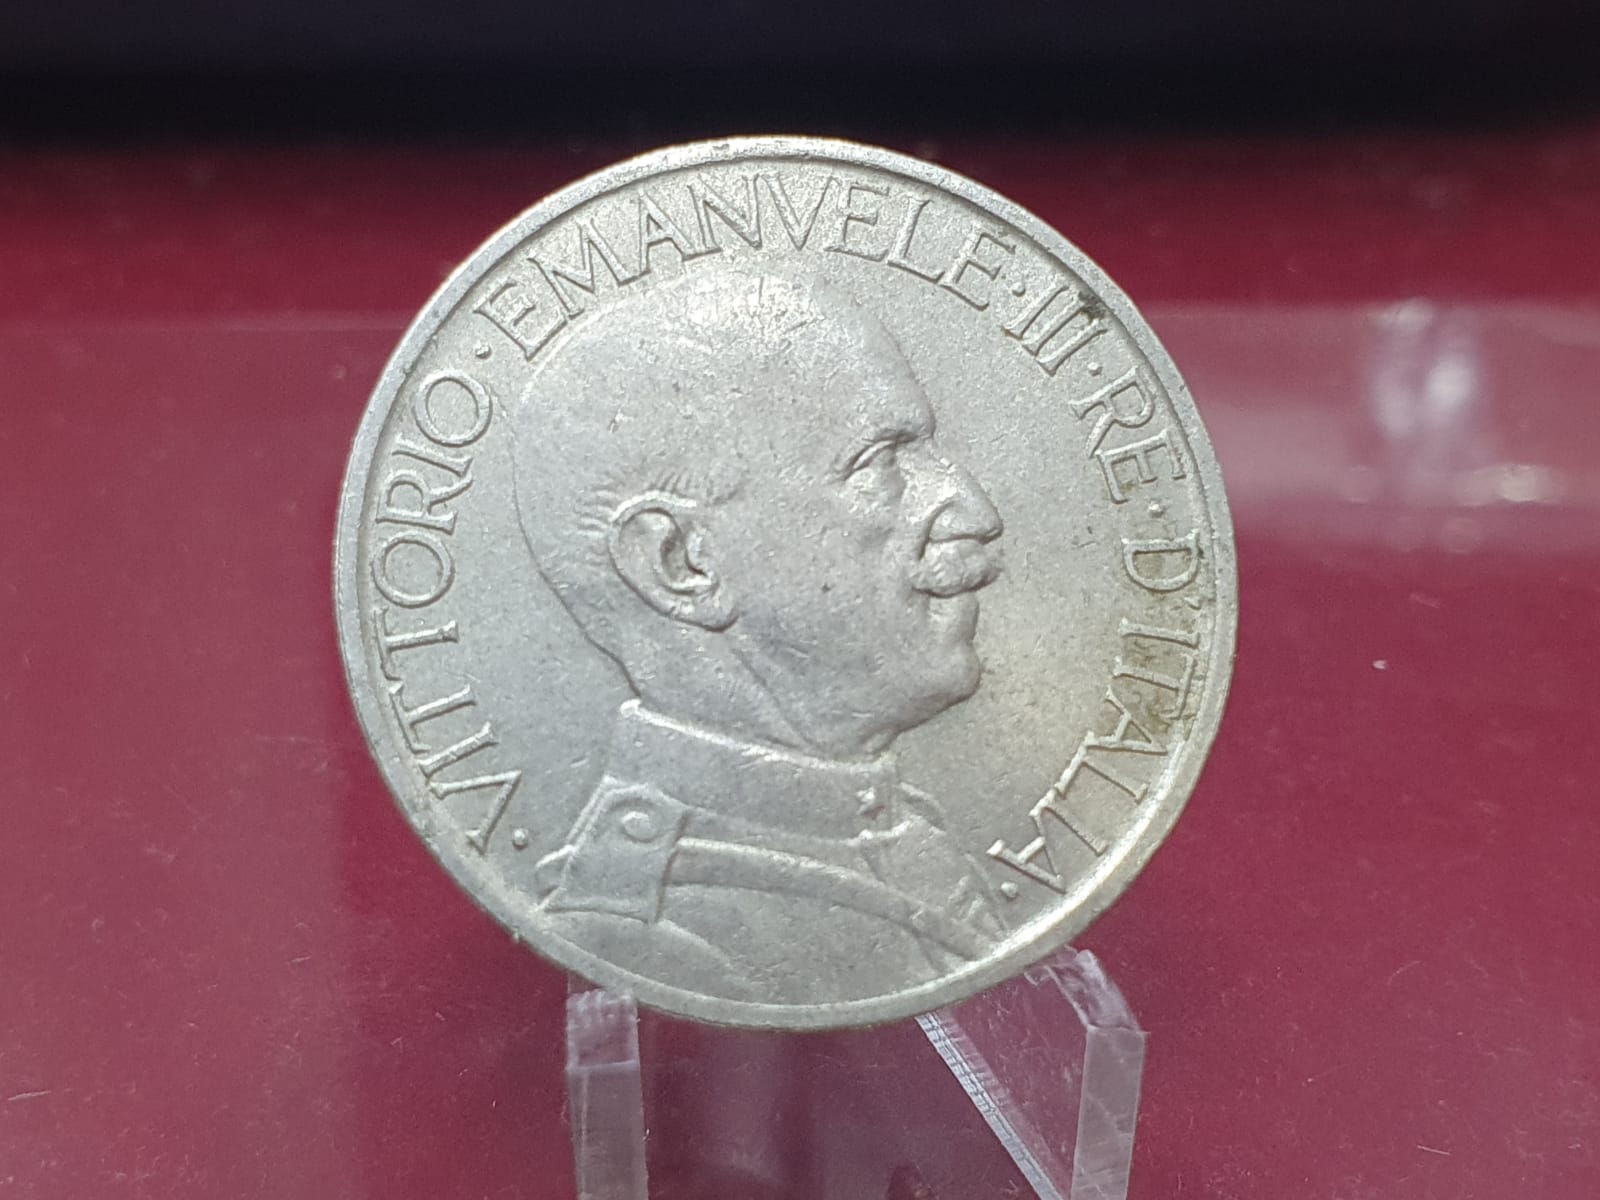 · VITTORIO · EMANVELE · III · RE · D'ITALIA ·